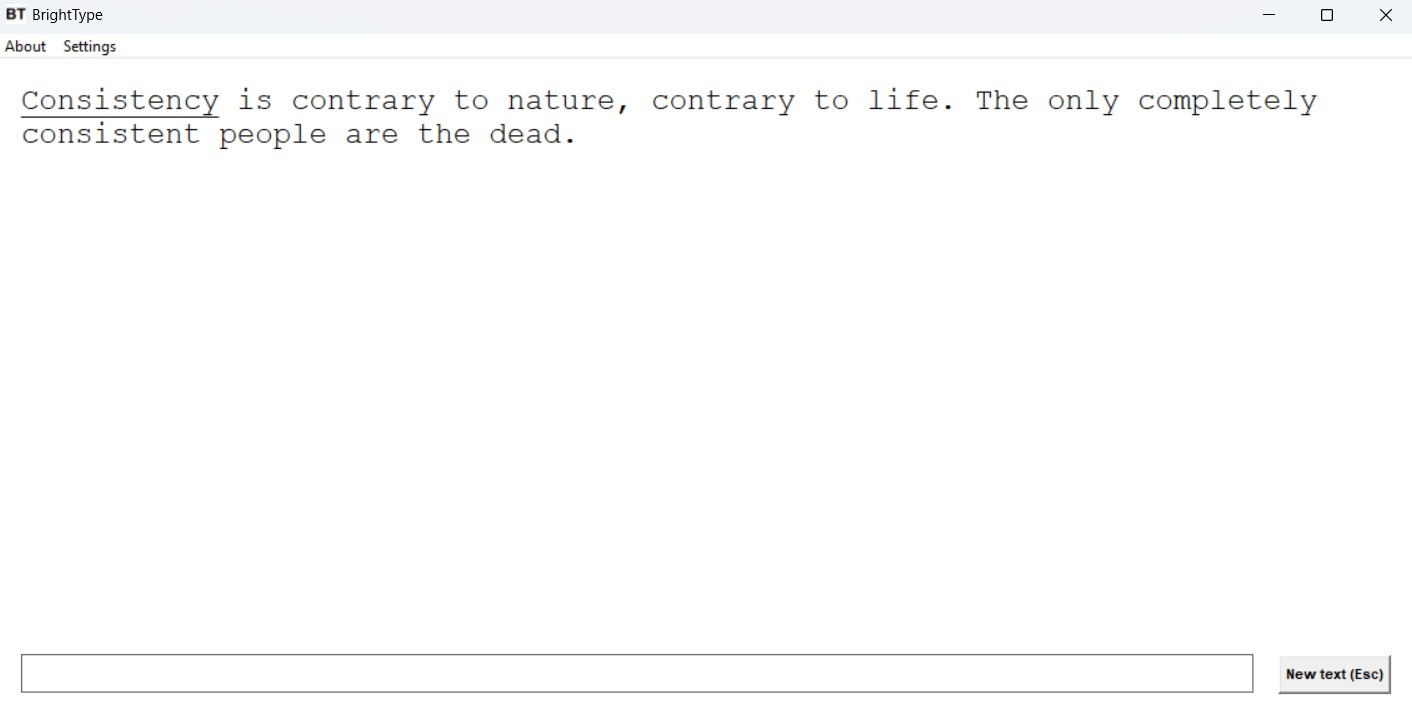 BT BrightType
About Settings
Consistency is contrary to nature, contrary to life. The only completely
consistent people are the dead.
New text (Esc)